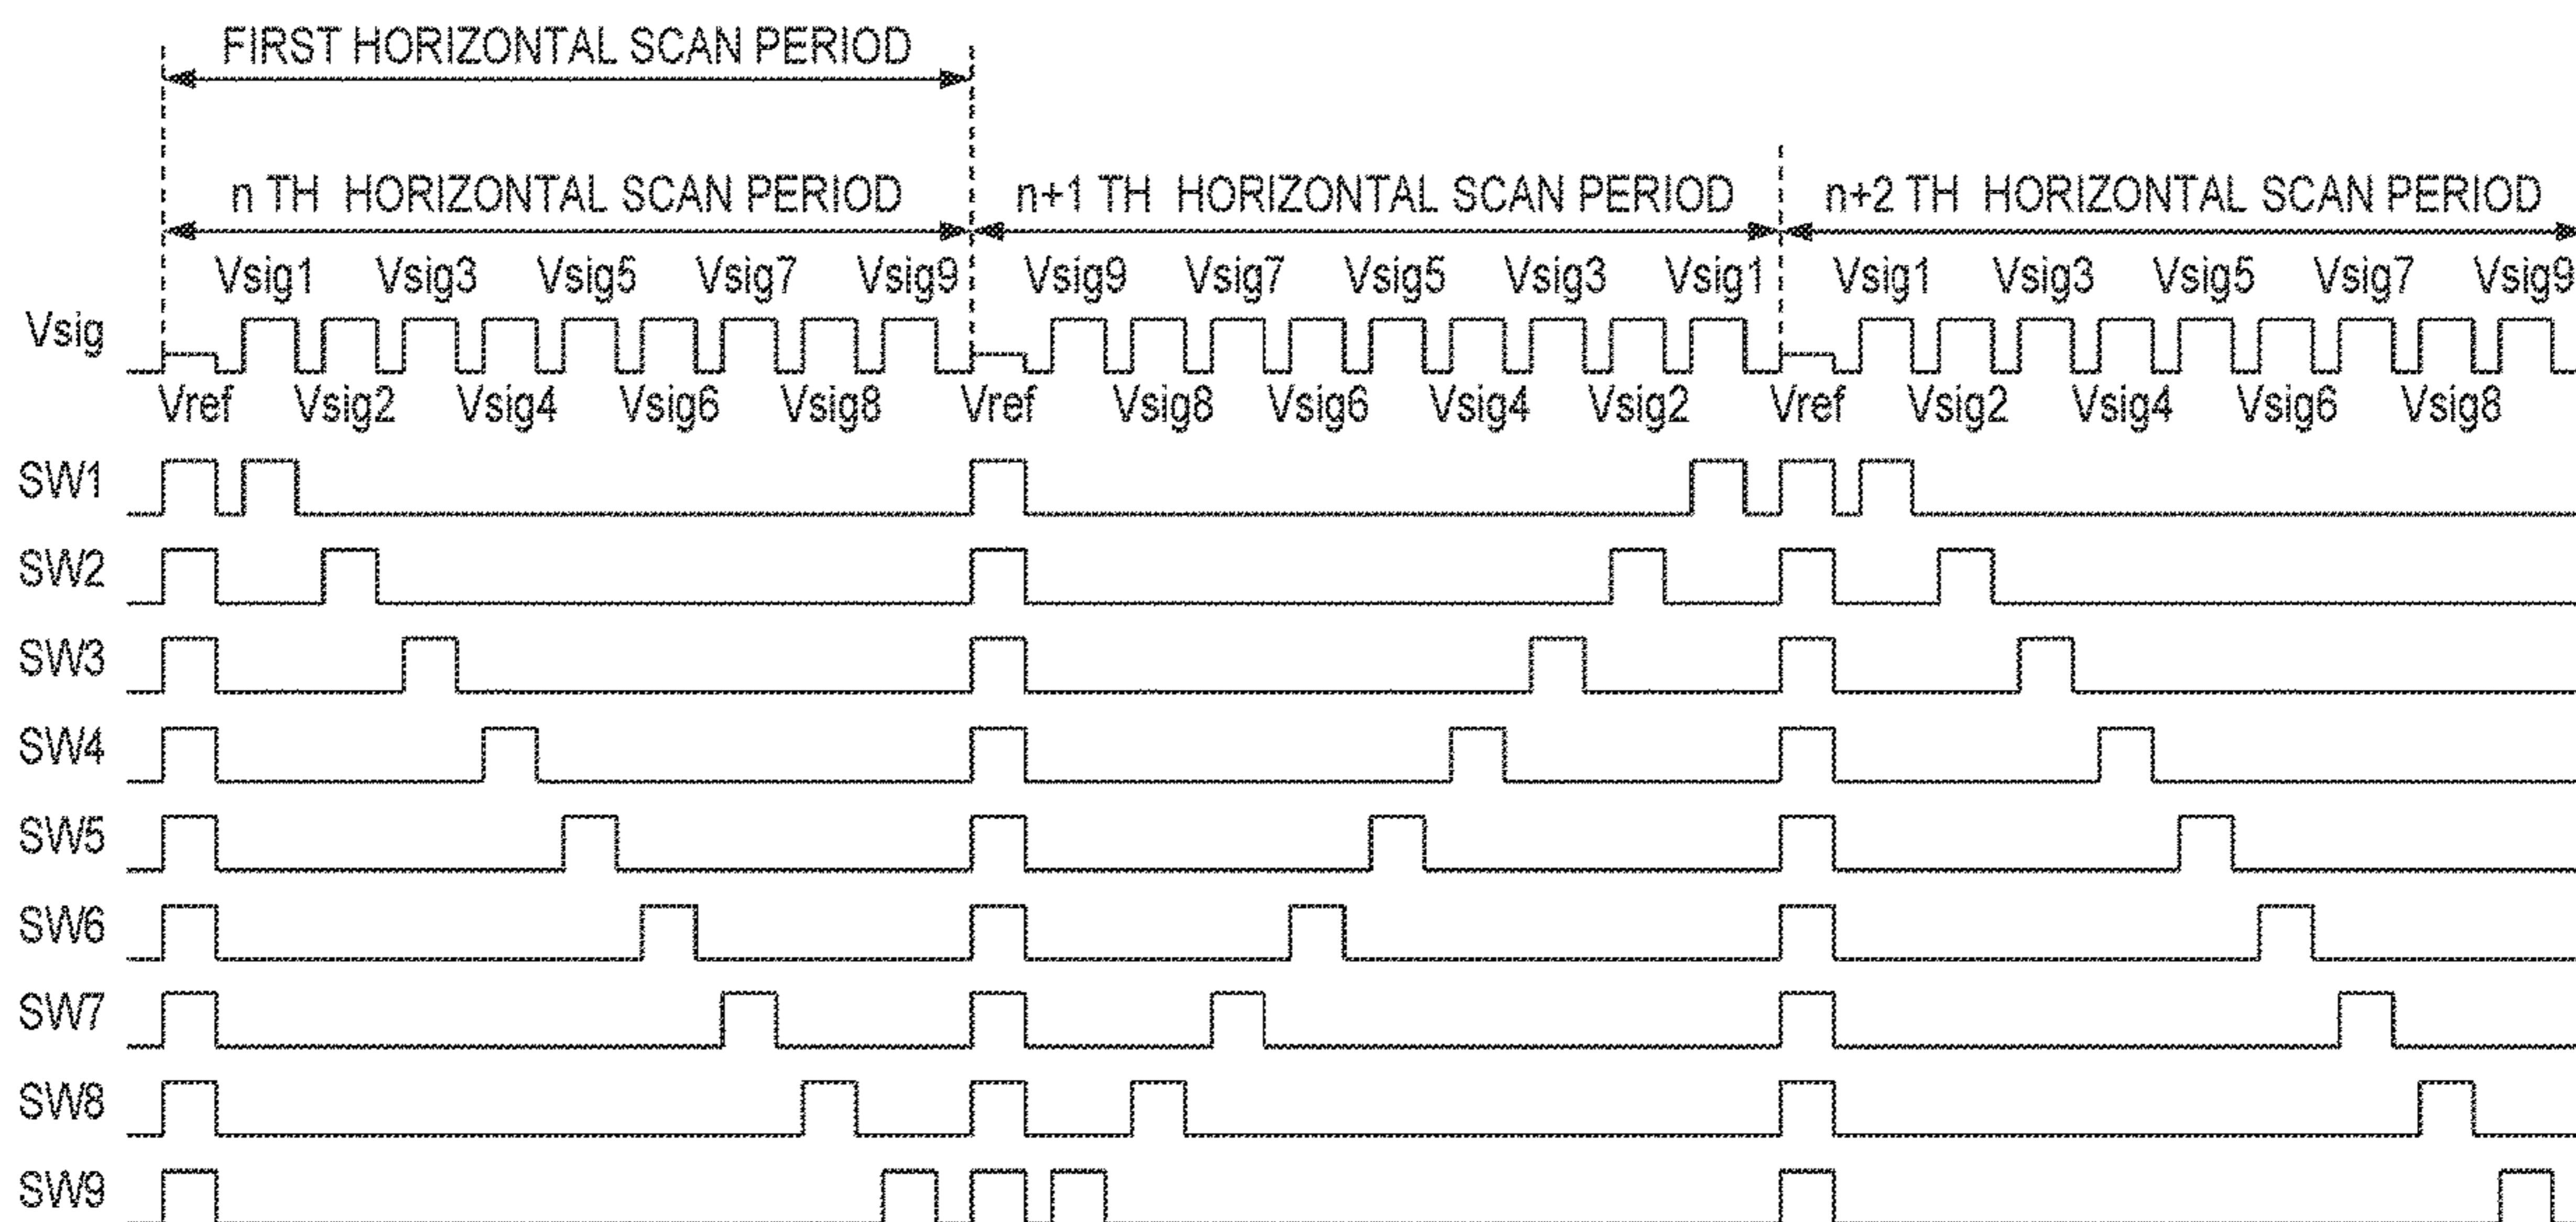 FIRST HORIZONTAL SCAN PERIOD
n TH HORIZONTAL SCAN PERIOD n+1 TH HORIZONTAL SCAN PERIOD n+2 TH HORIZONTAL SCAN PERIOD
Vsig1 Vsig3 Vsig5 Vsig7 Vsig9 Vsig9 Vsig7 Vsig5 Vsig3 Vsig1 Vsig1 Vsig3 Vsig5 Vsig7 Vsig9
Vsig
Vref Vsig2 Vsig4 Vsig6 Vsig8 Vref Vsig8 Vsig6 Vsig4 Vsig2 Vref Vsig2 Vsig4 Vsig6 Vsig8
SW1
SW2
SW3
SW4
SW5
SW6
SW7
SW8
SW9